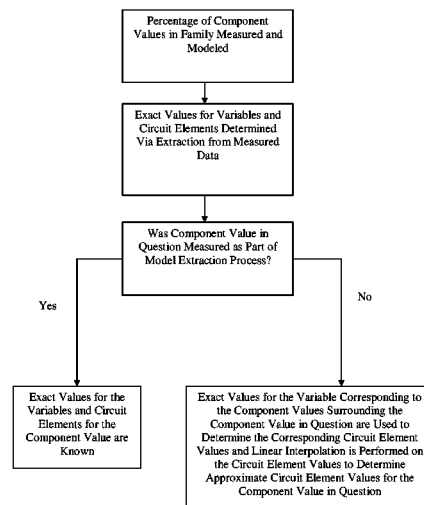 Percentage of Component
Values in Family Measured and
Modeled
Exact Values for Variables and
Circuit Elements Determined
Via Extraction from Measured
Data
Was Component Value in
Question Measured as Part of
Model Extraction Process?
Yes
No
Exact Values for the
Variables and Circuit
Elements for the
Component Value are
Known
Exact Values for the Variable Corresponding to
the Component Values Surrounding the
Component Value in Question are Used to
Determine the Corresponding Circuit Element
Values and Linear Interpolation is Performed on
the Circuit Element Values to Determine
Approximate Circuit Element Values for the
Component Value in Question